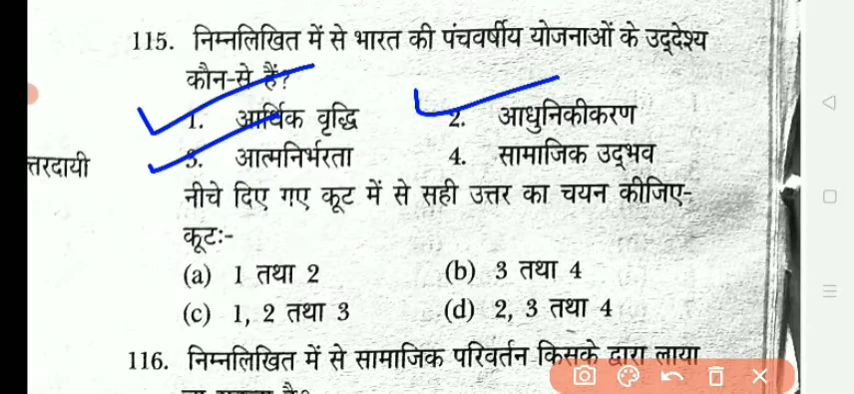 115. निम्नलिखित में से भारत की पंचवर्षीय योजनाओं के उद्देश्य
कौन-से हैं?
1. आर्थिक वृद्धि 2. आधुनिकीकरण
3. आत्मनिर्भरता 4. सामाजिक उद्भव
त्तरदायी
नीचे दिए गए कूट में से सही उत्तर का चयन कीजिए-
कूटः-
(a) 1 तथा 2 (b) 3 तथा 4
(c) 1, 2 तथा 3 (d) 2, 3 तथा 4
116. निम्नलिखित में से सामाजिक परिवर्तन किसके द्वारा लाया